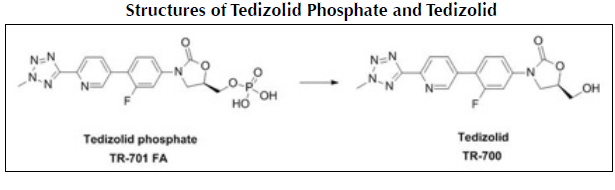 Structures of Tedizolid Phosphate and Tedizolid
O
N=N
N
N
N
N
O
O
O
P
OH
HO
F
Tedizolid phosphate
TR-701 FA
O
N=N
N
N
N
N
O
OH
F
Tedizolid
TR-700